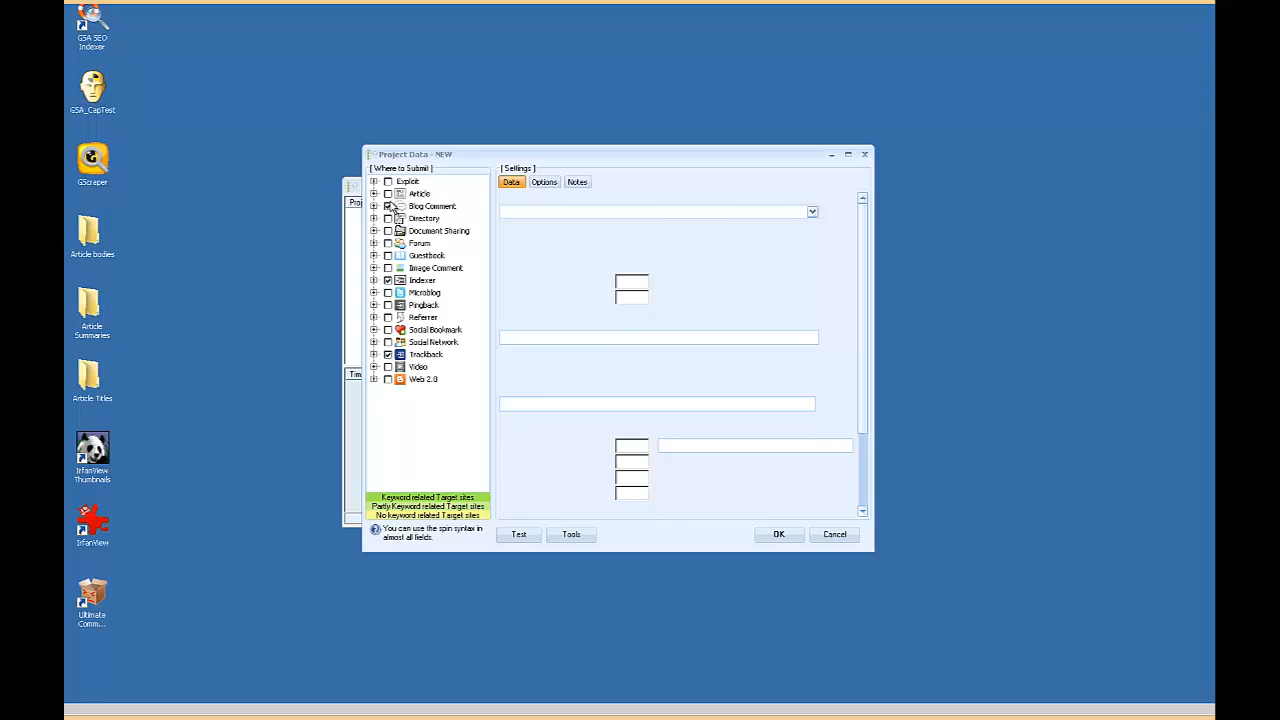 GSA SEO
Indexer
GSA_CapTest
GScraper
Article bodies
Article
Summaries
Article Titles
IrfanView
Thumbnails
IrfanView
Ultimate
Comm...
Project Data - NEW
[ Where to Submit ]
Exploit
Article
Blog Comment
Directory
Document Sharing
Forum
Guestbook
Image Comment
Indexer
Microblog
Pingback
Referrer
Social Bookmark
Social Network
Trackback
Video
Web 2.0
Keyword related Target sites
Partly Keyword related Target sites
No keyword related Target sites
You can use the spin syntax in
almost all fields.
[ Settings ]
Data Options Notes
Test Tools OK Cancel